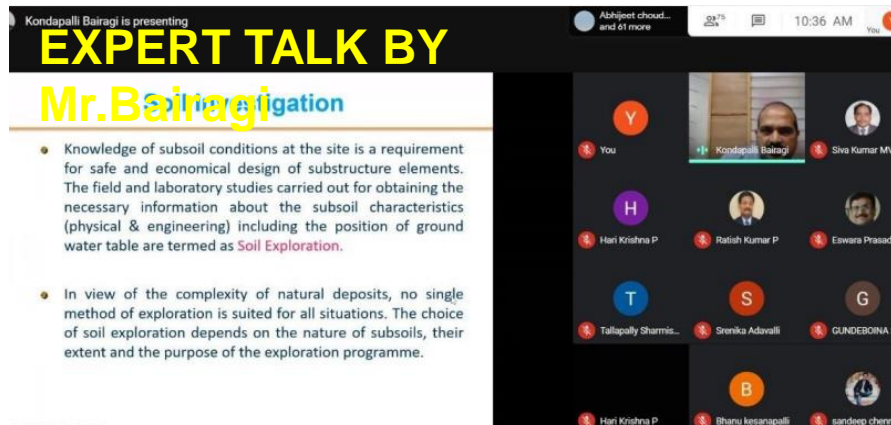 Kondapalli Bairagi is presenting
Abhijeet choud...
and 61 more
75
10:36 AM
You
EXPERT TALK BY
Mr.Bairagi
Soil Investigation
Knowledge of subsoil conditions at the site is a requirement
for safe and economical design of substructure elements.
The field and laboratory studies carried out for obtaining the
necessary information about the subsoil characteristics
(physical & engineering) including the position of ground
water table are termed as Soil Exploration.
In view of the complexity of natural deposits, no single
method of exploration is suited for all situations. The choice
of soil exploration depends on the nature of subsoils, their
extent and the purpose of the exploration programme.
Y
You
Kondapalli Bairagi
Siva Kumar MV
H
Hari Krishna P
Ratish Kumar P
Eswara Prasad
T
Tallapally Sharmis...
S
Srenika Adavalli
G
GUNDEBOINA
Hari Krishna P
B
Bhanu kesanapalli
sandeep chenn